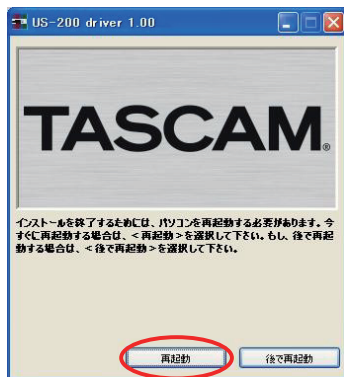 US-200 driver 1.00
TASCAM®
インストールを終了するためには、パソコンを再起動する必要があります。今
すぐに再起動する場合は、<再起動>を選択して下さい。もし、後で再起
動する場合は、<後で再起動>を選択して下さい。
再起動
後で再起動